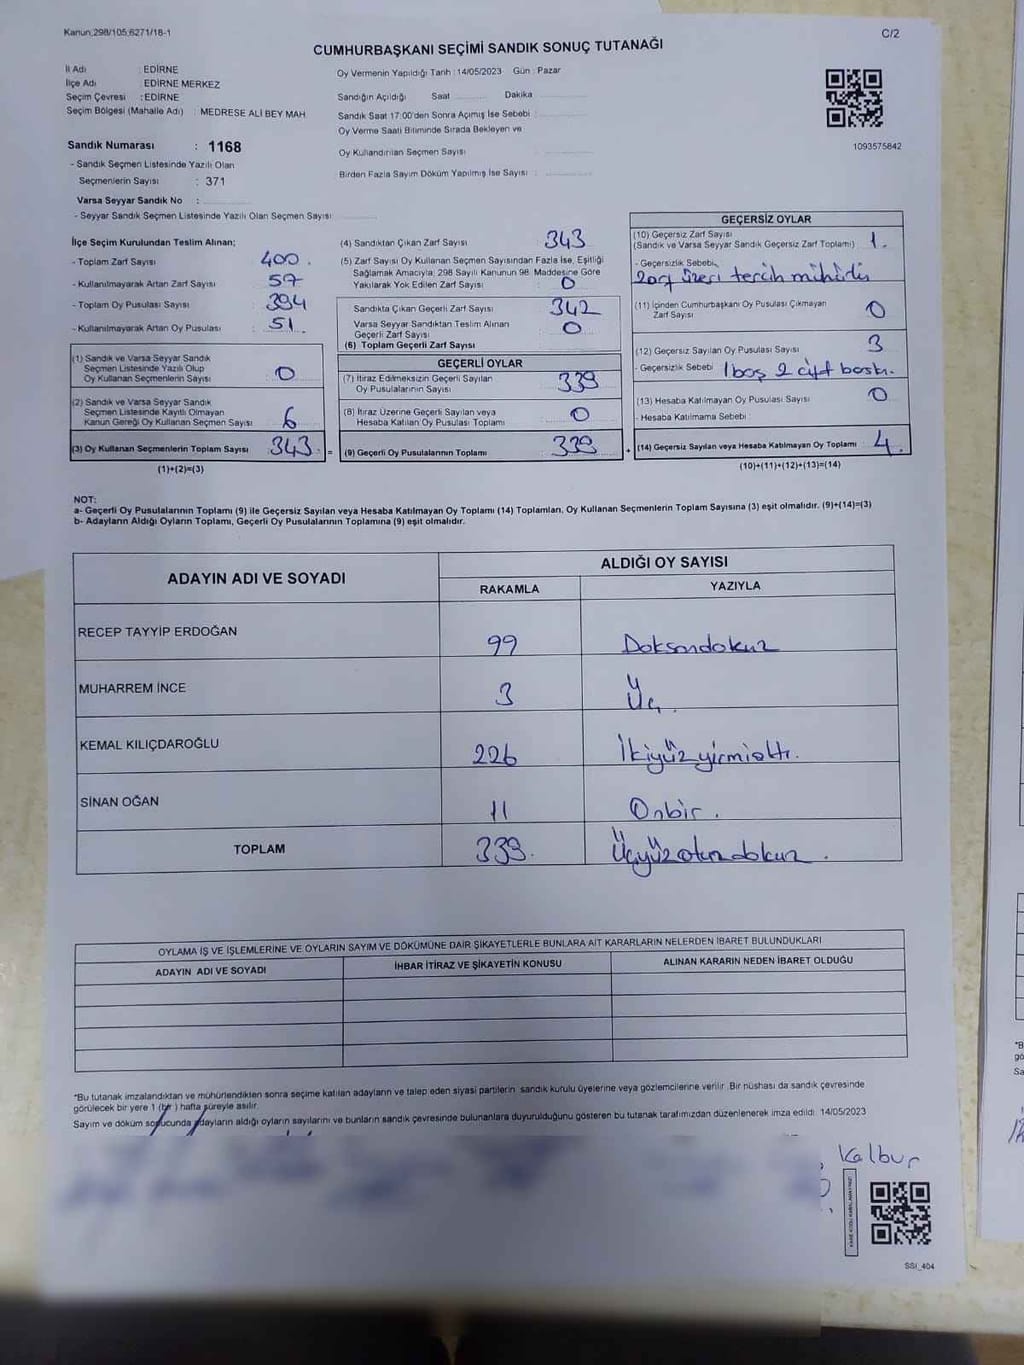 Kanun,298/105,6271/18-1
C/2
CUMHURBAŞKANI SEÇİMİ SANDIK SONUÇ TUTANAĞI
İl Adı : EDİRNE
İlçe Adı : EDİRNE MERKEZ
Seçim Çevresi : EDİRNE
Seçim Bölgesi (Mahalle Adı) : MEDRESE ALİ BEY MAH
Sandık Numarası : 1168
- Sandık Seçmen Listesinde Yazılı Olan
Seçmenlerin Sayısı : 371
Varsa Seyyar Sandık No :
- Seyyar Sandık Seçmen Listesinde Yazılı Olan Seçmen Sayısı
Oy Vermenin Yapıldığı Tarih : 14/05/2023 Gün : Pazar
Sandığın Açıldığı Saat Dakika
Sandık Saat 17:00'den Sonra Açımış İse Sebebi :
Oy Verme Saati Bitiminde Sırada Bekleyen ve
Oy Kullandırılan Seçmen Sayısı :
Birden Fazla Sayım Döküm Yapılmış İse Sayısı :
1093575842
İlçe Seçim Kurulundan Teslim Alınan;
- Toplam Zarf Sayısı : 400.
- Kullanılmayarak Artan Zarf Sayısı : 57
- Toplam Oy Pusulası Sayısı : 394
- Kullanılmayarak Artan Oy Pusulası : 51
(1) Sandık ve Varsa Seyyar Sandık
Seçmen Listesinde Yazılı Olup
Oy Kullanan Seçmenlerin Sayısı : 0
(2) Sandık ve Varsa Seyyar Sandık
Seçmen Listesinde Kayıtlı Olmayan
Kanun Gereği Oy Kullanan Seçmen Sayısı : 6
(3) Oy Kullanan Seçmenlerin Toplam Sayısı : 343 =
(1)+(2)=(3)
(4) Sandıktan Çıkan Zarf Sayısı : 343
(5) Zarf Sayısı Oy Kullanan Seçmen Sayısından Fazla İse, Eşitliği
Sağlamak Amacıyla, 298 Sayılı Kanunun 98. Maddesine Göre
Yakılarak Yok Edilen Zarf Sayısı : 0
Sandıkta Çıkan Geçerli Zarf Sayısı : 342
Varsa Seyyar Sandıktan Teslim Alınan
Geçerli Zarf Sayısı : 0
(6) Toplam Geçerli Zarf Sayısı
GEÇERLİ OYLAR
(7) İtiraz Edilmeksizin Geçerli Sayılan
Oy Pusulalarının Sayısı : 339
(8) İtiraz Üzerine Geçerli Sayılan veya
Hesaba Katılan Oy Pusulası Toplamı : 0
(9) Geçerli Oy Pusulalarının Toplamı : 339 +
GEÇERSİZ OYLAR
(10) Geçersiz Zarf Sayısı
(Sandık ve Varsa Seyyar Sandık Geçersiz Zarf Toplamı) : 1.
- Geçersizlik Sebebi
Zarf üzeri tercih mühürlü
(11) İçinden Cumhurbaşkanı Oy Pusulası Çıkmayan
Zarf Sayısı : 0
(12) Geçersiz Sayılan Oy Pusulası Sayısı : 3
- Geçersizlik Sebebi 1 boş 2 çift baskı.
(13) Hesaba Katılmayan Oy Pusulası Sayısı : 0
- Hesaba Katılmama Sebebi :
(14) Geçersiz Sayılan veya Hesaba Katılmayan Oy Toplamı : 4.
(10)+(11)+(12)+(13)=(14)
NOT:
a- Geçerli Oy Pusulalarının Toplamı (9) ile Geçersiz Sayılan veya Hesaba Katılmayan Oy Toplamı (14) Toplamları, Oy Kullanan Seçmenlerin Toplam Sayısına (3) eşit olmalıdır. (9)+(14)=(3)
b- Adayların Aldığı Oyların Toplamı, Geçerli Oy Pusulalarının Toplamına (9) eşit olmalıdır.
ADAYIN ADI VE SOYADI
ALDIĞI OY SAYISI
RAKAMLA YAZIYLA
RECEP TAYYİP ERDOĞAN 99 Doksandokuz
MUHARREM İNCE 3 Üç.
KEMAL KILIÇDAROĞLU 226 İkiyüzyirmialtı.
SİNAN OĞAN 11 Onbir.
TOPLAM 339. Üçyüzotuzdokuz.
OYLAMA İŞ VE İŞLEMLERİNE VE OYLARIN SAYIM VE DÖKÜMÜNE DAİR ŞİKAYETLERLE BUNLARA AİT KARARLARIN NELERDEN İBARET BULUNDUKLARI
ADAYIN ADI VE SOYADI İHBAR İTİRAZ VE ŞİKAYETİN KONUSU ALINAN KARARIN NEDEN İBARET OLDUĞU
*Bu tutanak imzalandıktan ve mühürlendikten sonra seçime katılan adayların ve talep eden siyasi partilerin sandık kurulu üyelerine veya gözlemcilerine verilir. Bir nüshası da sandık çevresinde
görülecek bir yere 1 (bir) hafta süreyle asılır.
Sayım ve döküm sonucunda adayların aldığı oyların sayılarını ve bunların sandık çevresinde bulunanlara duyurulduğunu gösteren bu tutanak tarafımızdan düzenlenerek imza edildi. 14/05/2023
Kalbur
SSI_404